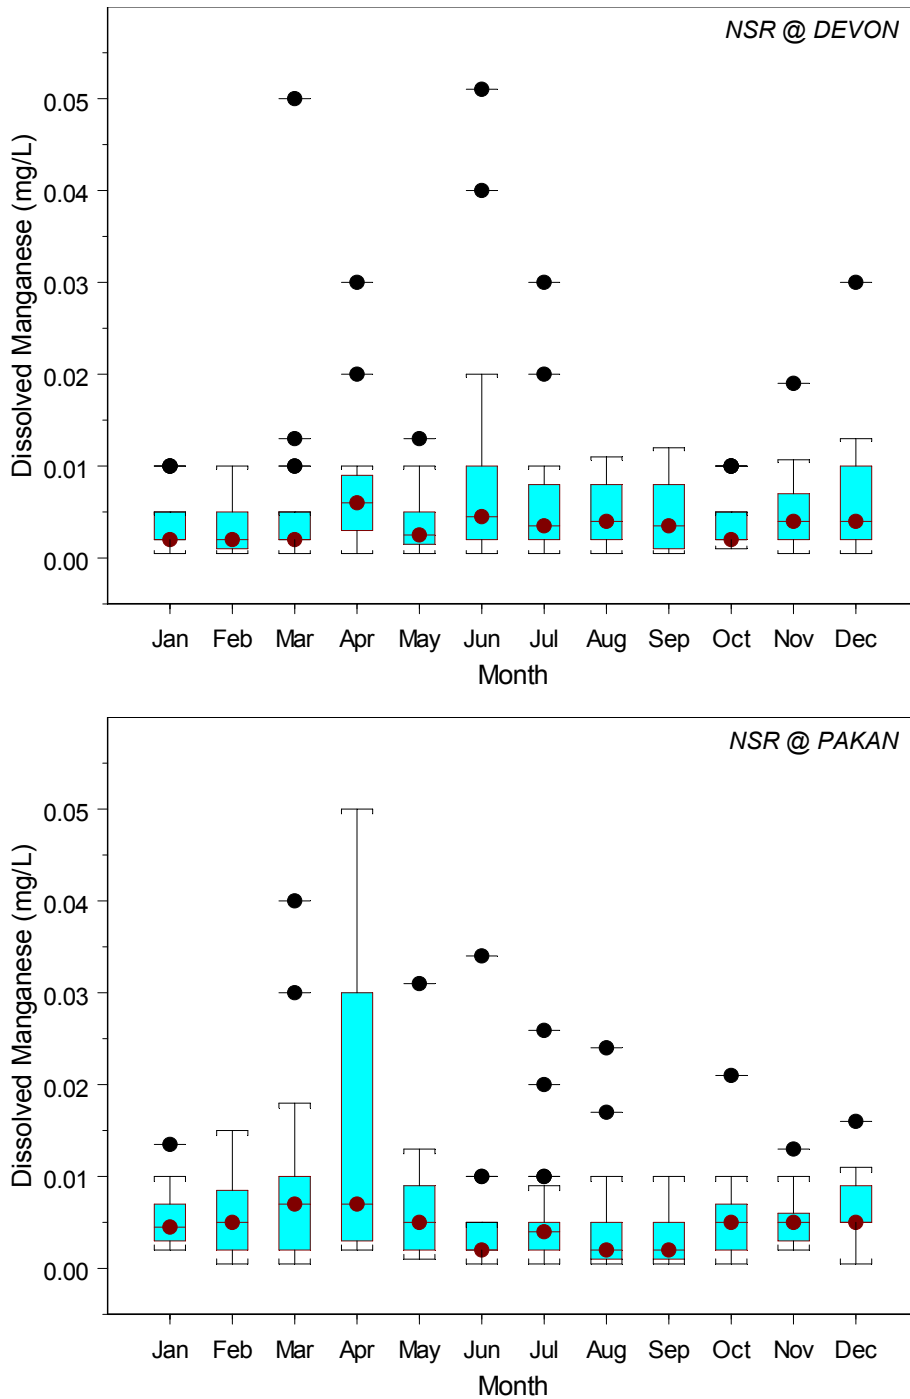 NSR @ DEVON
Dissolved Manganese (mg/L)
0.05
0.04
0.03
0.02
0.01
0.00
Jan Feb Mar Apr May Jun Jul Aug Sep Oct Nov Dec
Month
NSR @ PAKAN
Dissolved Manganese (mg/L)
0.05
0.04
0.03
0.02
0.01
0.00
Jan Feb Mar Apr May Jun Jul Aug Sep Oct Nov Dec
Month